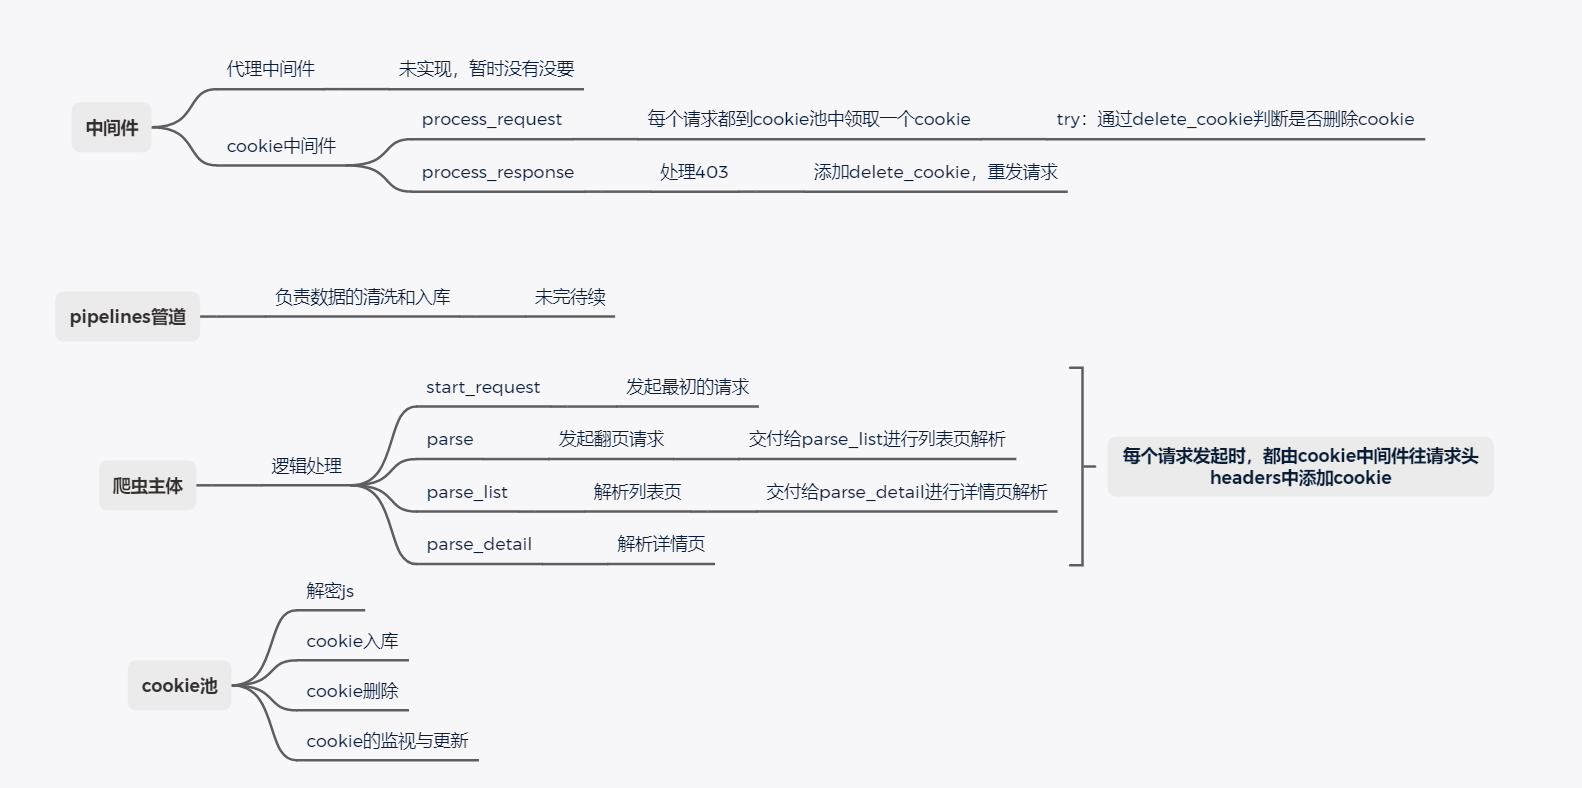 中间件
代理中间件
未实现，暂时没有没要
cookie中间件
process_request
每个请求都到cookie池中领取一个cookie
try：通过delete_cookie判断是否删除cookie
process_response
处理403
添加delete_cookie，重发请求
pipelines管道
负责数据的清洗和入库
未完待续
爬虫主体
逻辑处理
start_request
发起最初的请求
parse
发起翻页请求
交付给parse_list进行列表页解析
parse_list
解析列表页
交付给parse_detail进行详情页解析
parse_detail
解析详情页
每个请求发起时，都由cookie中间件往请求头
headers中添加cookie
cookie池
解密js
cookie入库
cookie删除
cookie的监视与更新